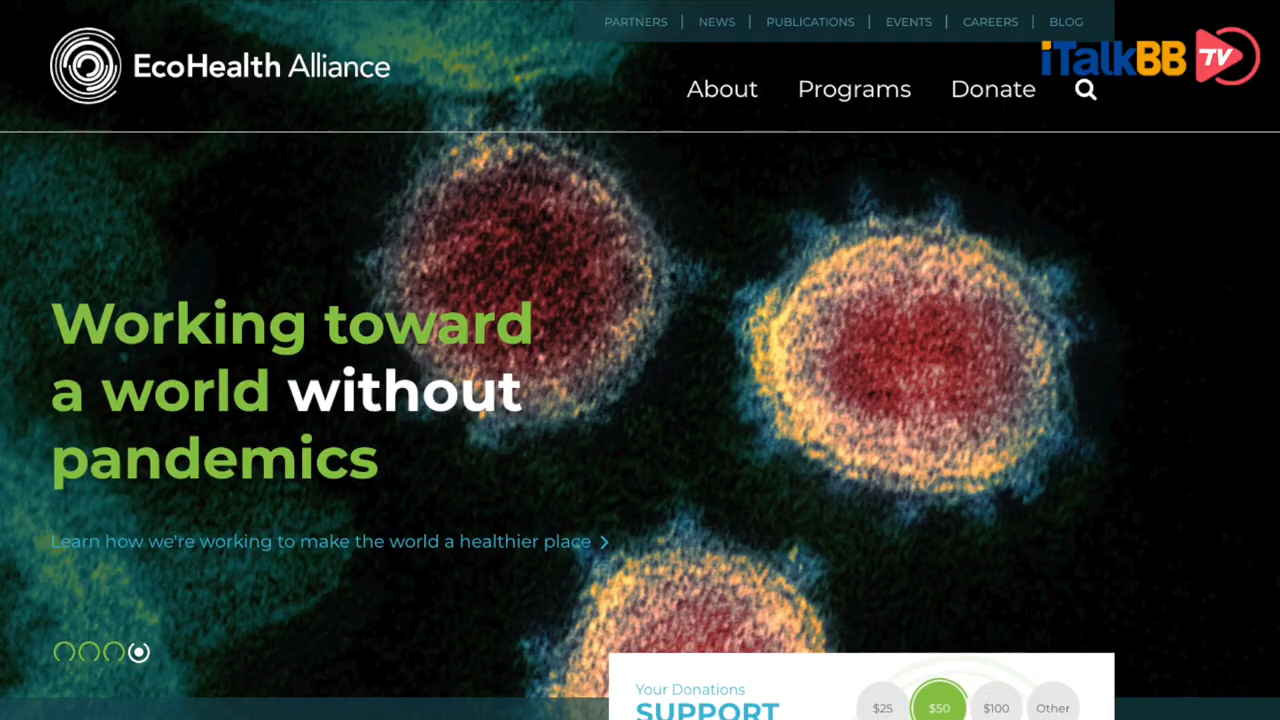 PARTNERS | NEWS | PUBLICATIONS | EVENTS | CAREERS | BLOG
iTalkBB TV
EcoHealth Alliance
About Programs Donate
Working toward
a world without
pandemics
Learn how we're working to make the world a healthier place >
Your Donations
SUPPORT
$25 $50 $100 Other